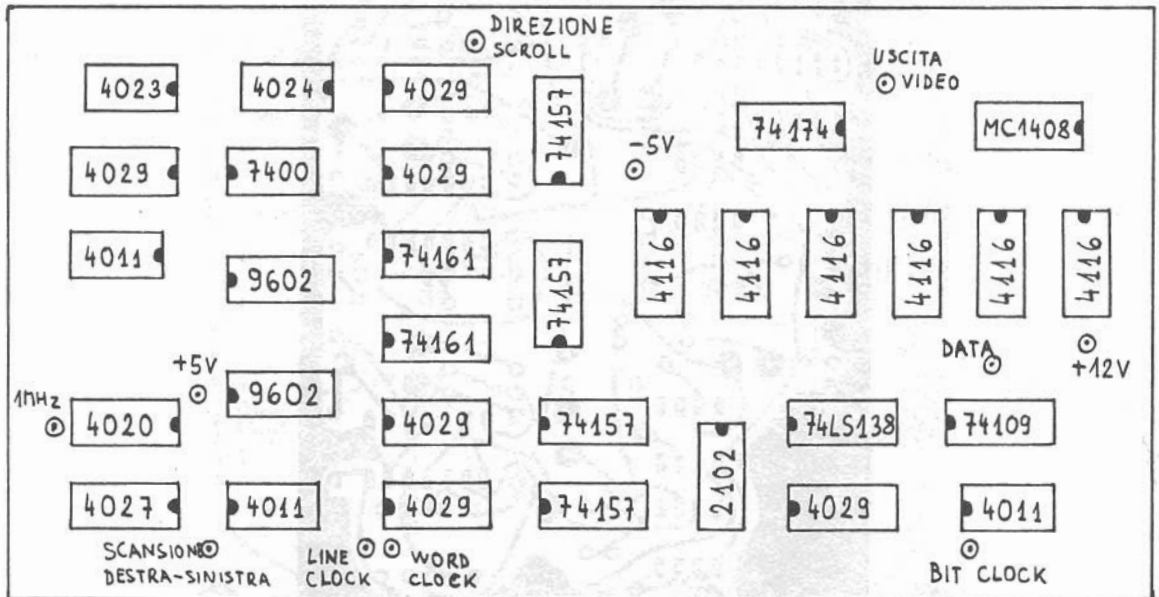 DIREZIONE
SCROLL
USCITA
VIDEO
4023
4024
4029
74157
74174
MC1408
4029
7400
4029
-5V
4011
9602
74161
74157
4116
4116
4116
4116
4116
4116
74161
+5V
9602
DATA
+12V
1MHz
4020
4029
74157
2102
74LS138
74109
4027
4011
4029
74157
4029
4011
SCANSIONE
DESTRA-SINISTRA
LINE
CLOCK
WORD
CLOCK
BIT CLOCK